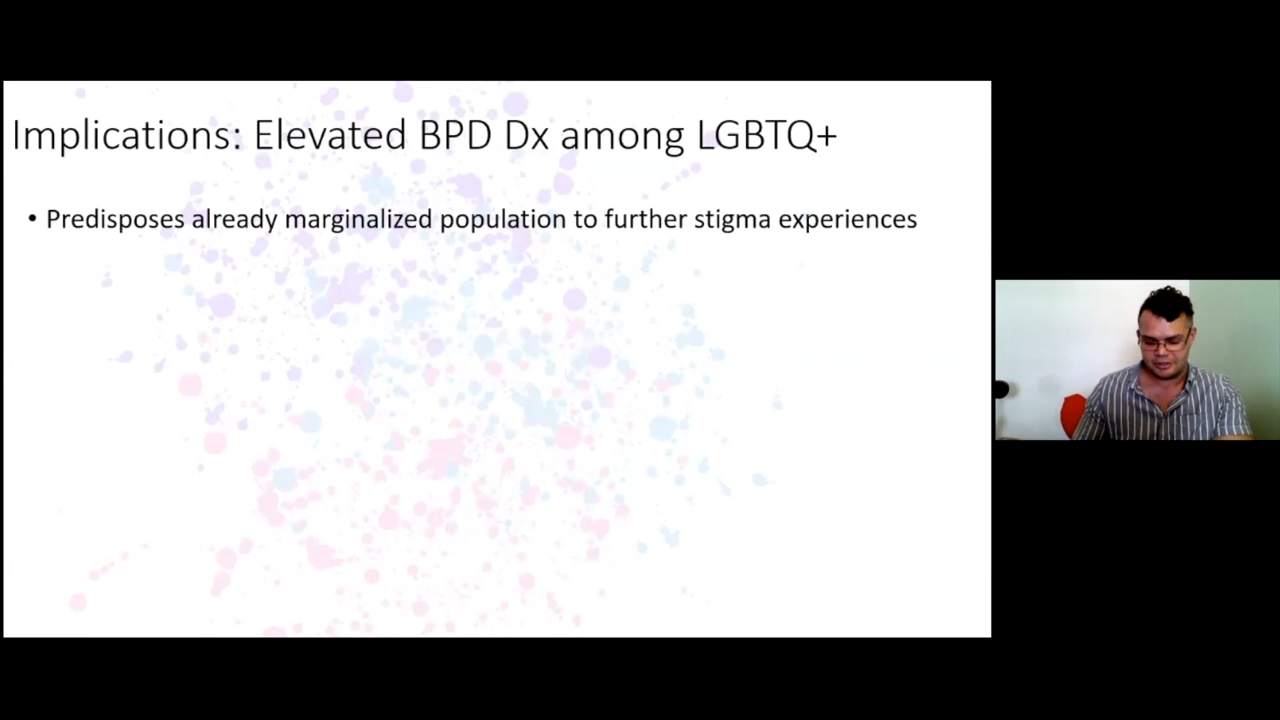 Implications: Elevated BPD Dx among LGBTQ+
• Predisposes already marginalized population to further stigma experiences